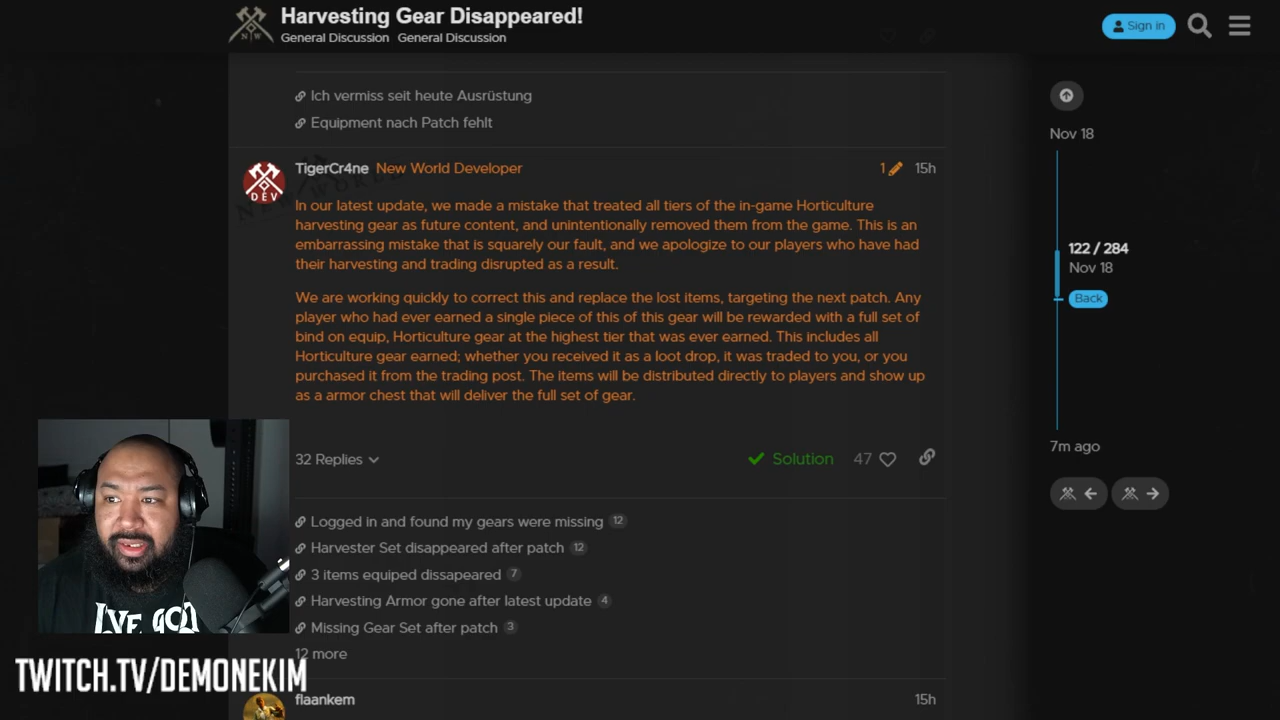 Harvesting Gear Disappeared!
General Discussion General Discussion
Sign in
Ich vermiss seit heute Ausrüstung
Equipment nach Patch fehlt
TigerCr4ne New World Developer
1
15h
In our latest update, we made a mistake that treated all tiers of the in-game Horticulture
harvesting gear as future content, and unintentionally removed them from the game. This is an
embarrassing mistake that is squarely our fault, and we apologize to our players who have had
their harvesting and trading disrupted as a result.
We are working quickly to correct this and replace the lost items, targeting the next patch. Any
player who had ever earned a single piece of this of this gear will be rewarded with a full set of
bind on equip, Horticulture gear at the highest tier that was ever earned. This includes all
Horticulture gear earned; whether you received it as a loot drop, it was traded to you, or you
purchased it from the trading post. The items will be distributed directly to players and show up
as a armor chest that will deliver the full set of gear.
32 Replies
Solution
47
Logged in and found my gears were missing 12
Harvester Set disappeared after patch 12
3 items equiped dissapeared 7
Harvesting Armor gone after latest update 4
Missing Gear Set after patch 3
12 more
flaankem
15h
Nov 18
122 / 284
Nov 18
Back
7m ago
DEV
NW
TWITCH.TV/DEMONEKIM